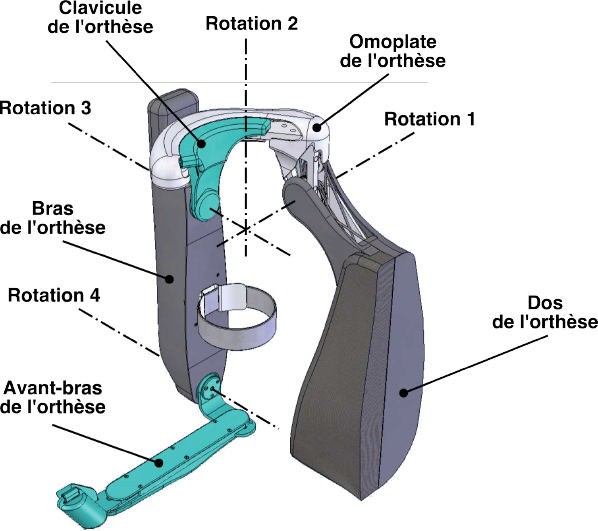 Clavicule
de l'orthèse
Rotation 2
Omoplate
de l'orthèse
Rotation 3
Rotation 1
Bras
de l'orthèse
Rotation 4
Dos
de l'orthèse
Avant-bras
de l'orthèse